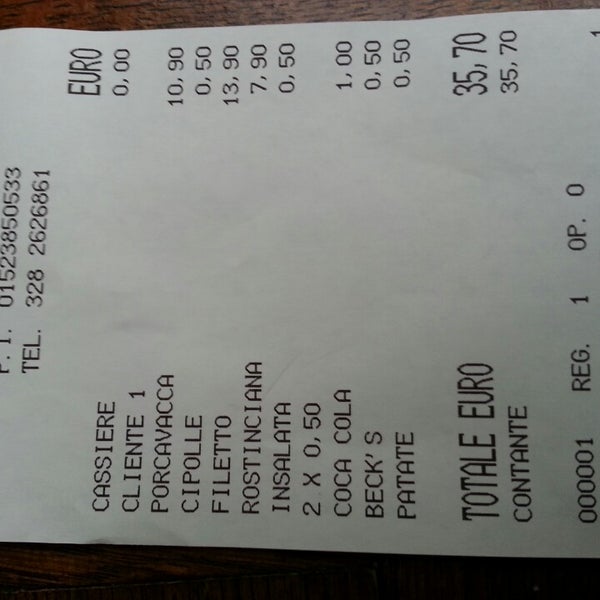 P.I. 01523850533
TEL. 328 2626861
EURO
CASSIERE
CLIENTE 1 0,00
PORCAVACCA 10,90
CIPOLLE 0,50
FILETTO 13,90
ROSTINCIANA 7,90
INSALATA 0,50
2 X 0,50
COCA COLA 1,00
BECK'S 0,50
PATATE 0,50
TOTALE EURO 35,70
CONTANTE 35,70
000001 REG. 1 OP. 0